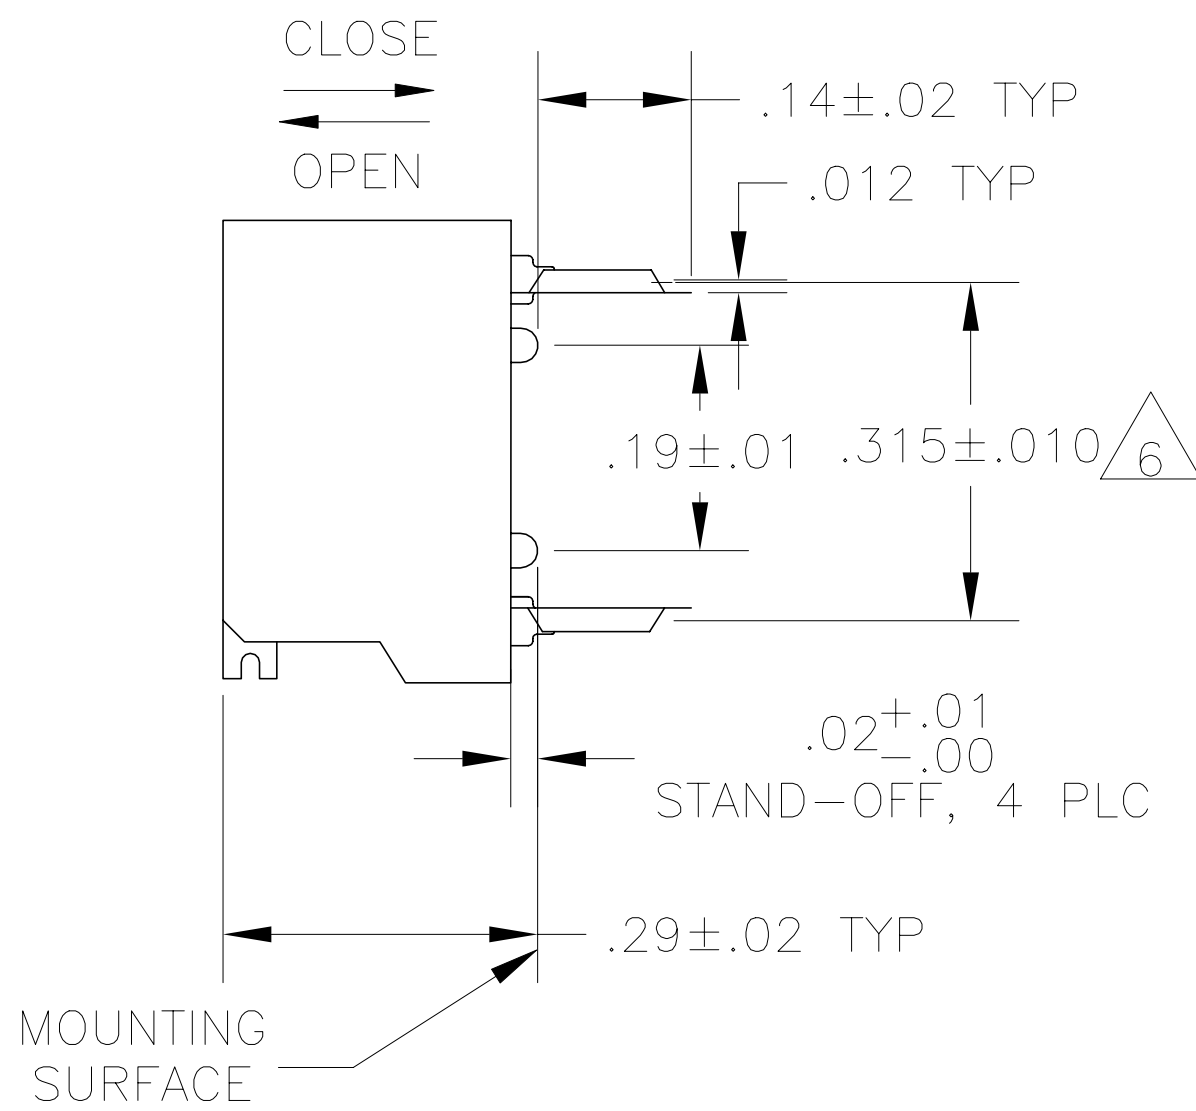 CLOSE
OPEN
.14±.02 TYP
.012 TYP
.19±.01
.315±.010
6
.02 +.01
−.00
STAND−OFF, 4 PLC
.29±.02 TYP
MOUNTING
SURFACE